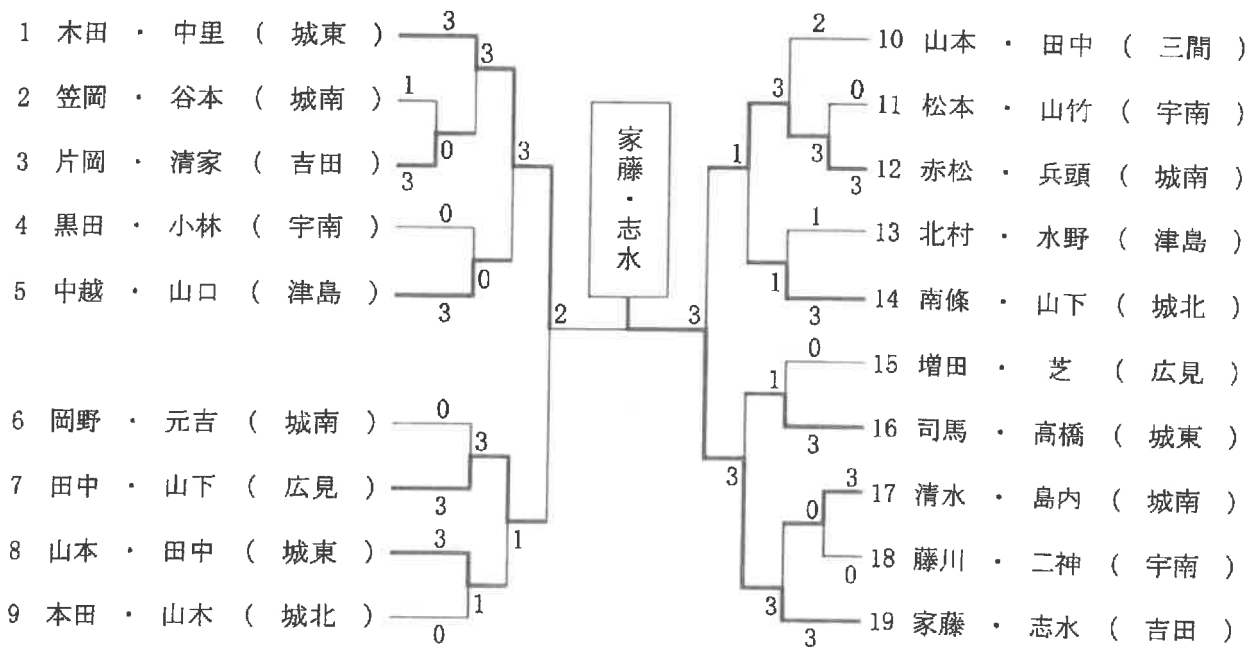 1 木田 ・ 中里 ( 城東 )
2 笠岡 ・ 谷本 ( 城南 )
3 片岡 ・ 清家 ( 吉田 )
4 黒田 ・ 小林 ( 宇南 )
5 中越 ・ 山口 ( 津島 )
6 岡野 ・ 元吉 ( 城南 )
7 田中 ・ 山下 ( 広見 )
8 山本 ・ 田中 ( 城東 )
9 本田 ・ 山木 ( 城北 )
3
3
1
0
3
3
0
0
3
0
3
3
3
1
1
0
2
家藤・志水
3
1
3
2
0
3
3
1
1
3
3
1
0
3
0
3
0
3
3
10 山本 ・ 田中 ( 三間 )
11 松本 ・ 山竹 ( 宇南 )
12 赤松 ・ 兵頭 ( 城南 )
13 北村 ・ 水野 ( 津島 )
14 南條 ・ 山下 ( 城北 )
15 増田 ・ 芝 ( 広見 )
16 司馬 ・ 高橋 ( 城東 )
17 清水 ・ 島内 ( 城南 )
18 藤川 ・ 二神 ( 宇南 )
19 家藤 ・ 志水 ( 吉田 )